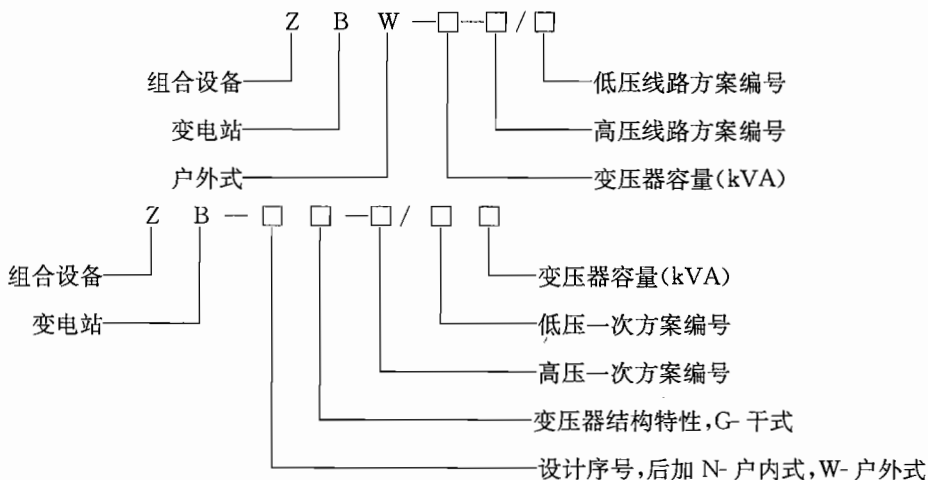 Z B W-□-□/□
组合设备 低压线路方案编号
变电站 高压线路方案编号
户外式 变压器容量(kVA)
Z B-□ □-□/□ □
组合设备 变压器容量(kVA)
变电站 低压一次方案编号
高压一次方案编号
变压器结构特性,G-干式
设计序号,后加 N-户内式,W-户外式